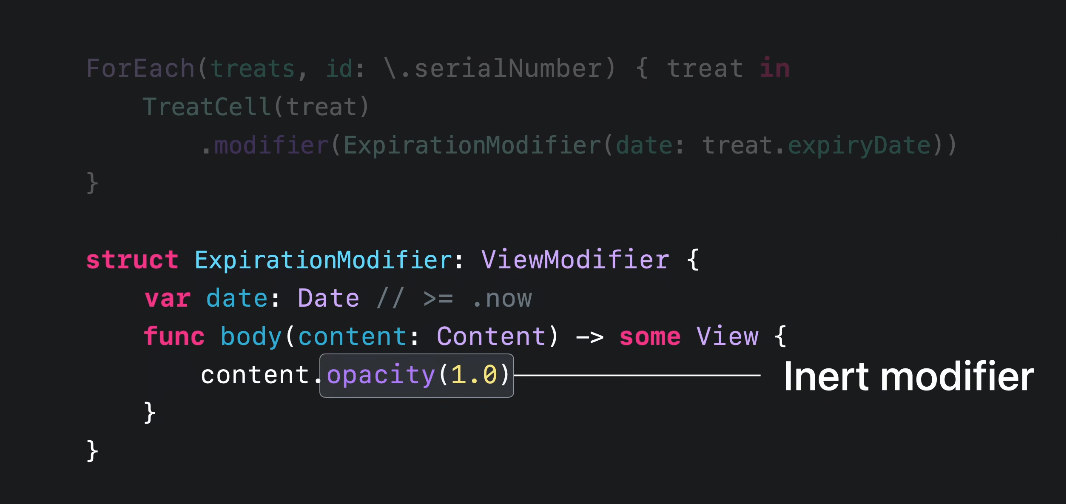 ForEach(treats, id: \.serialNumber) { treat in
    TreatCell(treat)
        .modifier(ExpirationModifier(date: treat.expiryDate))
}
struct ExpirationModifier: ViewModifier {
    var date: Date // >= .now
    func body(content: Content) -> some View {
        content.opacity(1.0) Inert modifier
    }
}